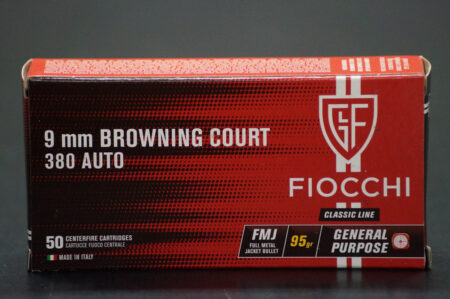 9 mm BROWNING COURT
380 AUTO
GFL
FIOCCHI
CLASSIC LINE
50 CENTERFIRE CARTRIDGES
CARTUCCE FUOCO CENTRALE
MADE IN ITALY
FMJ
FULL METAL
JACKET BULLET
95gr
GENERAL
PURPOSE